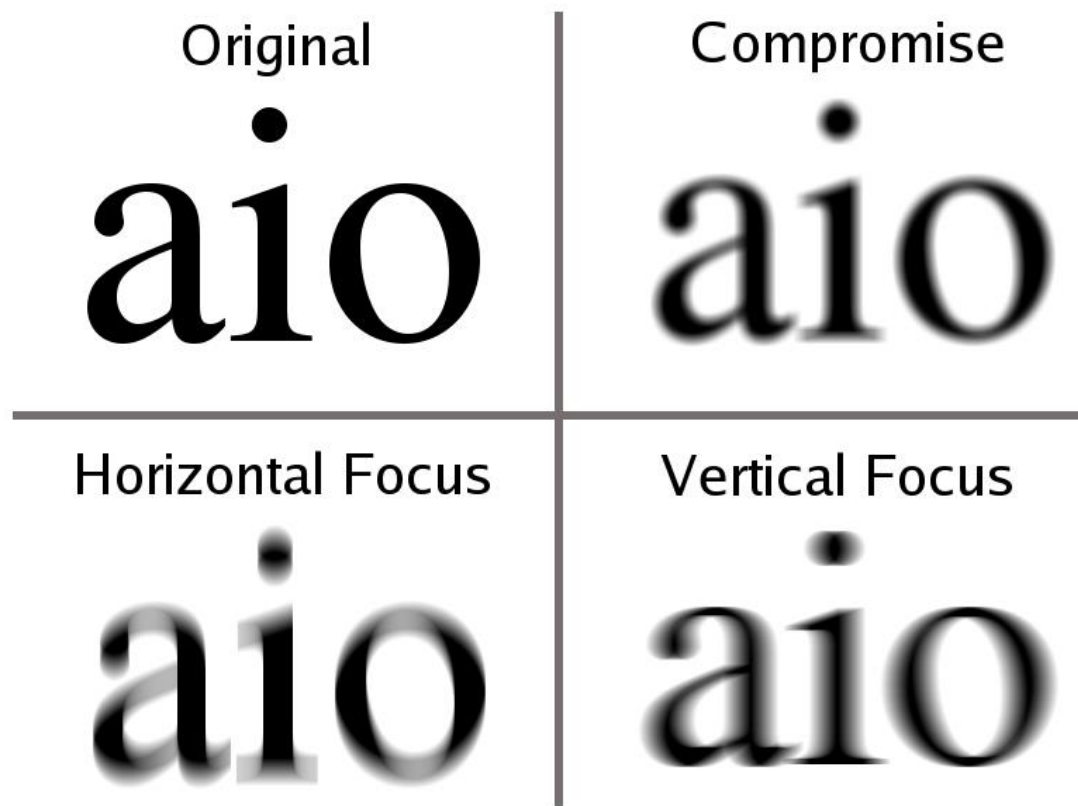 Original
aio
Compromise
aio
Horizontal Focus
aio
Vertical Focus
aio